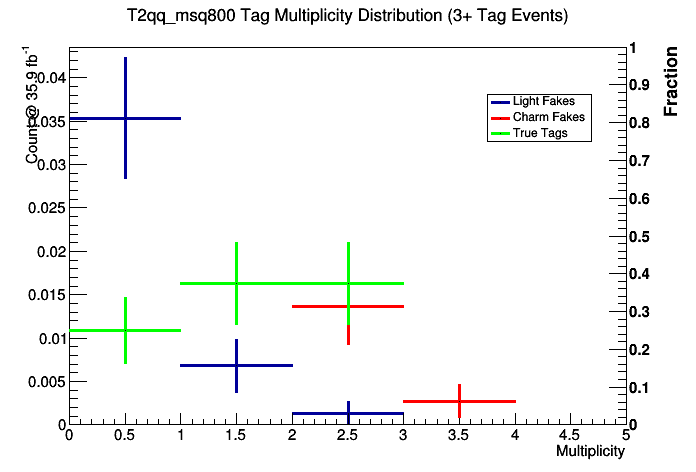 T2qq_msq800 Tag Multiplicity Distribution (3+ Tag Events)
Count @ 35.9 fb⁻¹
0.04
0.035
0.03
0.025
0.02
0.015
0.01
0.005
0
Light Fakes
Charm Fakes
True Tags
1
0.9
0.8
0.7
0.6
0.5
0.4
0.3
0.2
0.1
0
Fraction
0 0.5 1 1.5 2 2.5 3 3.5 4 4.5 5
Multiplicity